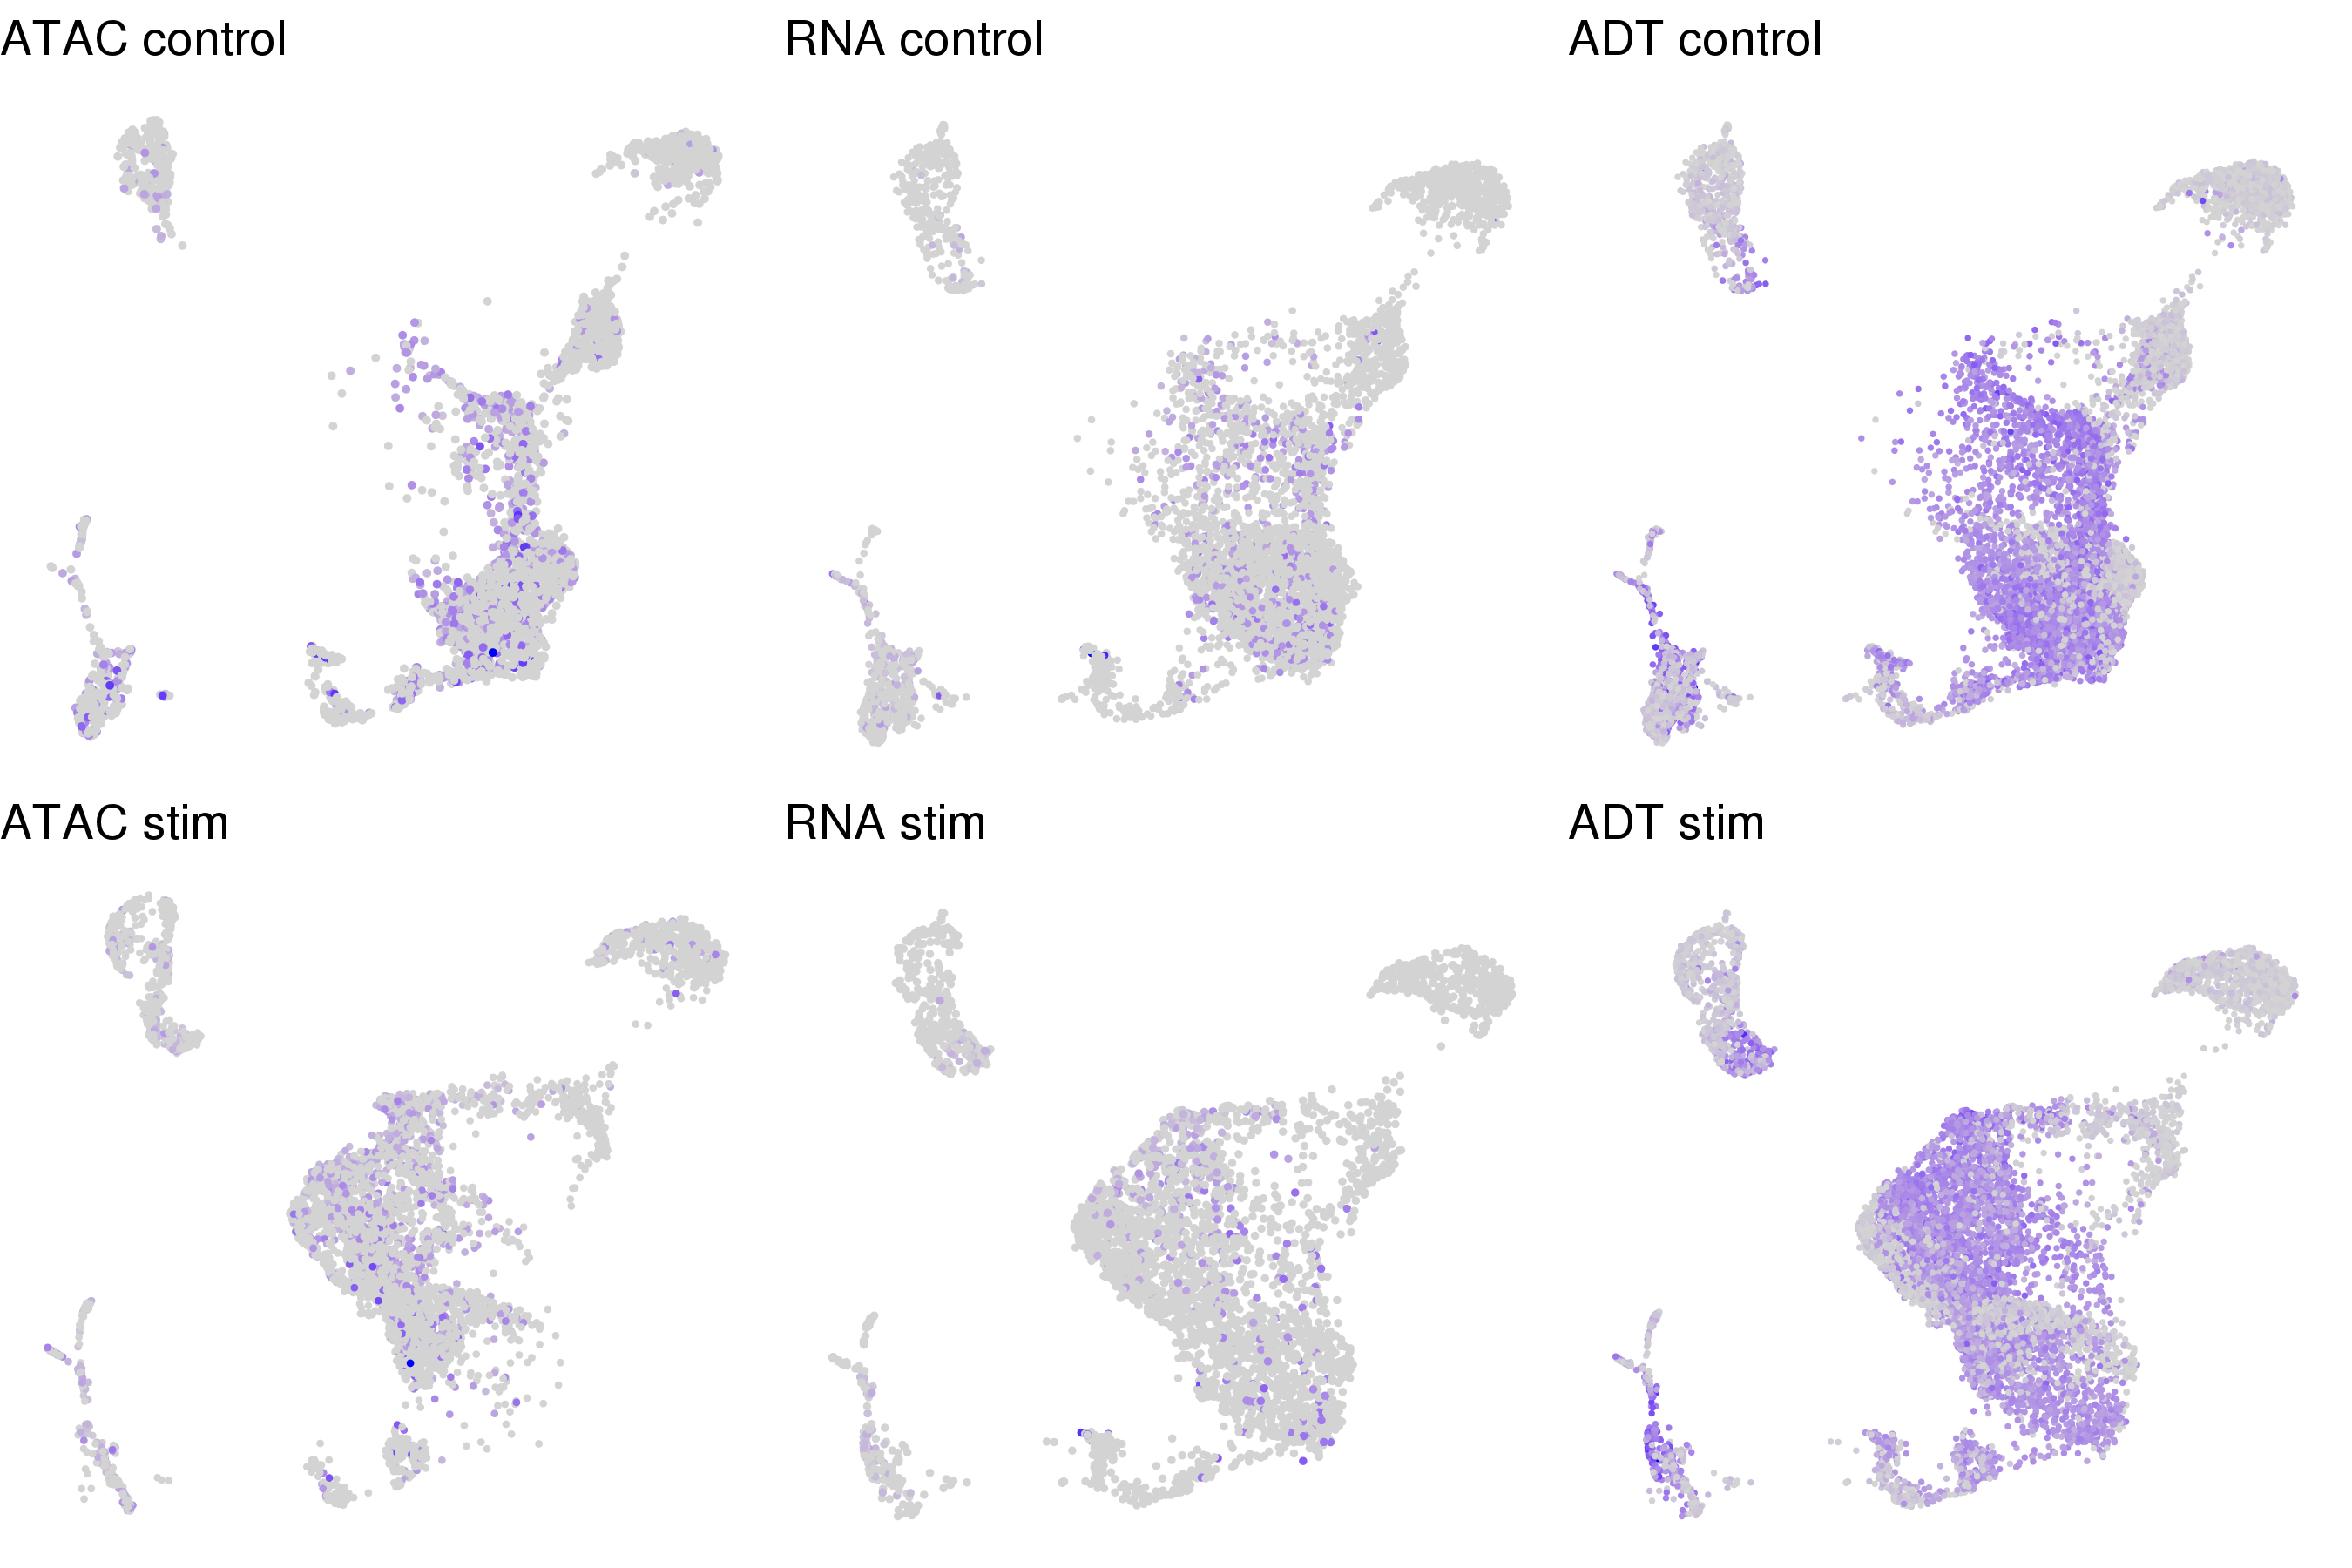 ATAC control
RNA control
ADT control
ATAC stim
RNA stim
ADT stim